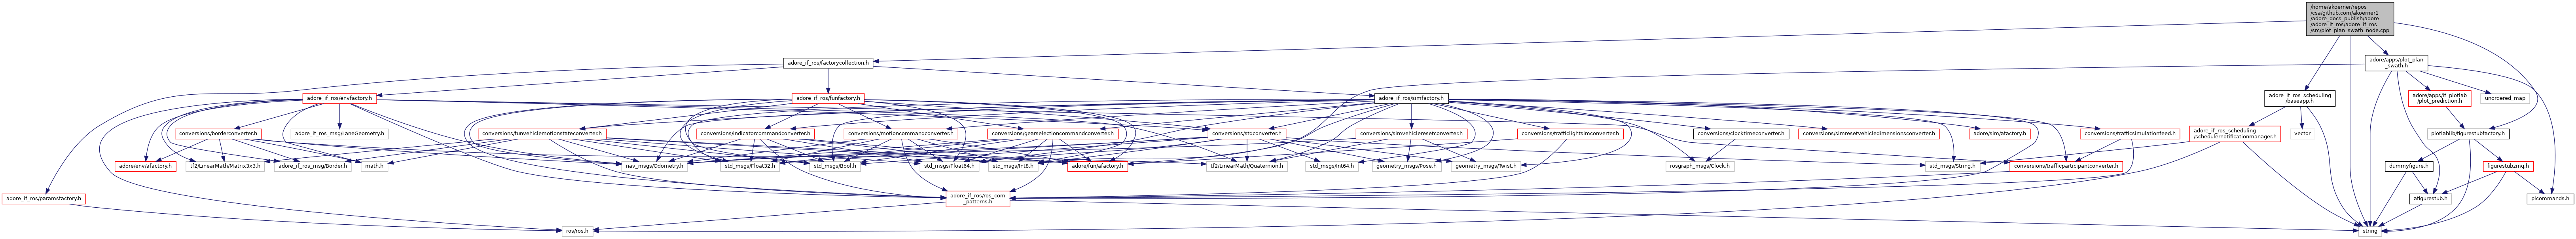 /home/akoerner/repos
/csa/github.com/akoerner1
/adore_docs_publish/adore
/adore_if_ros/adore_if_ros
/src/plot_plan_swath_node.cpp
adore_if_ros/factorycollection.h
adore/apps/plot_plan
_swath.h
adore_if_ros/envfactory.h
adore_if_ros/funfactory.h
adore_if_ros/simfactory.h
adore_if_ros_scheduling
/baseapp.h
adore/apps/if_plotlab
/plot_prediction.h
unordered_map
conversions/borderconverter.h
adore_if_ros_msg/LaneGeometry.h
conversions/funvehiclemotionstateconverter.h
conversions/indicatorcommandconverter.h
conversions/motioncommandconverter.h
conversions/gearselectioncommandconverter.h
conversions/stdconverter.h
conversions/simvehicleresetconverter.h
conversions/trafficlightsimconverter.h
conversions/clocktimeconverter.h
conversions/simresetvehicledimensionsconverter.h
adore/sim/afactory.h
conversions/trafficsimulationfeed.h
adore_if_ros_scheduling
/schedulernotificationmanager.h
vector
plotlablib/figurestubfactory.h
adore/env/afactory.h
tf2/LinearMath/Matrix3x3.h
adore_if_ros_msg/Border.h
math.h
nav_msgs/Odometry.h
std_msgs/Float32.h
std_msgs/Bool.h
std_msgs/Float64.h
std_msgs/Int8.h
adore/fun/afactory.h
tf2/LinearMath/Quaternion.h
std_msgs/Int64.h
geometry_msgs/Pose.h
geometry_msgs/Twist.h
rosgraph_msgs/Clock.h
std_msgs/String.h
conversions/trafficparticipantconverter.h
dummyfigure.h
figurestubzmq.h
adore_if_ros/paramsfactory.h
adore_if_ros/ros_com
_patterns.h
afigurestub.h
plcommands.h
ros/ros.h
string